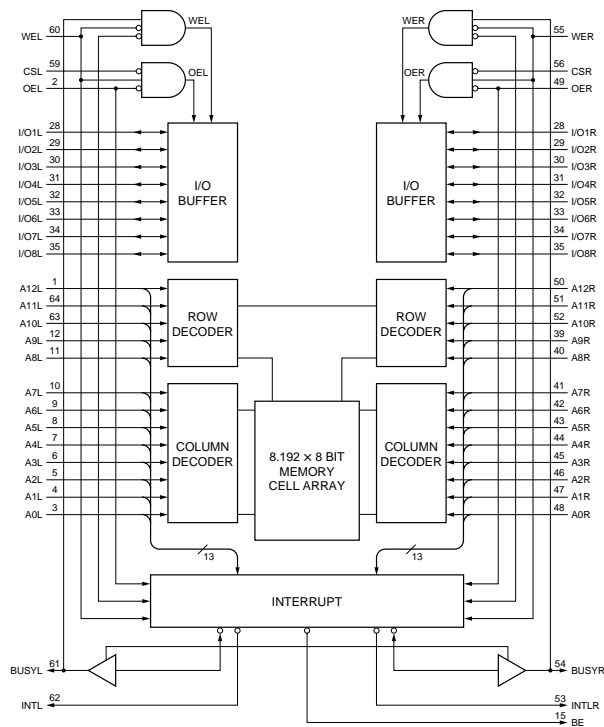 60 WEL WEL WER 55 WER
59 CSL 56 CSR
2 OEL OEL OER 49 OER
28 I/O1L 28 I/O1R
29 I/O2L 29 I/O2R
30 I/O3L 30 I/O3R
31 I/O4L I/O I/O 31 I/O4R
32 I/O5L BUFFER BUFFER 32 I/O5R
33 I/O6L 33 I/O6R
34 I/O7L 34 I/O7R
35 I/O8L 35 I/O8R
1 A12L 50 A12R
64 A11L ROW ROW 51 A11R
63 A10L DECODER DECODER 52 A10R
12 A9L 39 A9R
11 A8L 40 A8R
10 A7L 41 A7R
9 A6L 42 A6R
8 A5L 43 A5R
7 A4L COLUMN 8.192 × 8 BIT COLUMN 44 A4R
6 A3L DECODER MEMORY DECODER 45 A3R
5 A2L CELL ARRAY 46 A2R
4 A1L 47 A1R
3 A0L 48 A0R
13 13
INTERRUPT
61 BUSYL 54 BUSYR
62 INTL 53 INTLR
15 BE